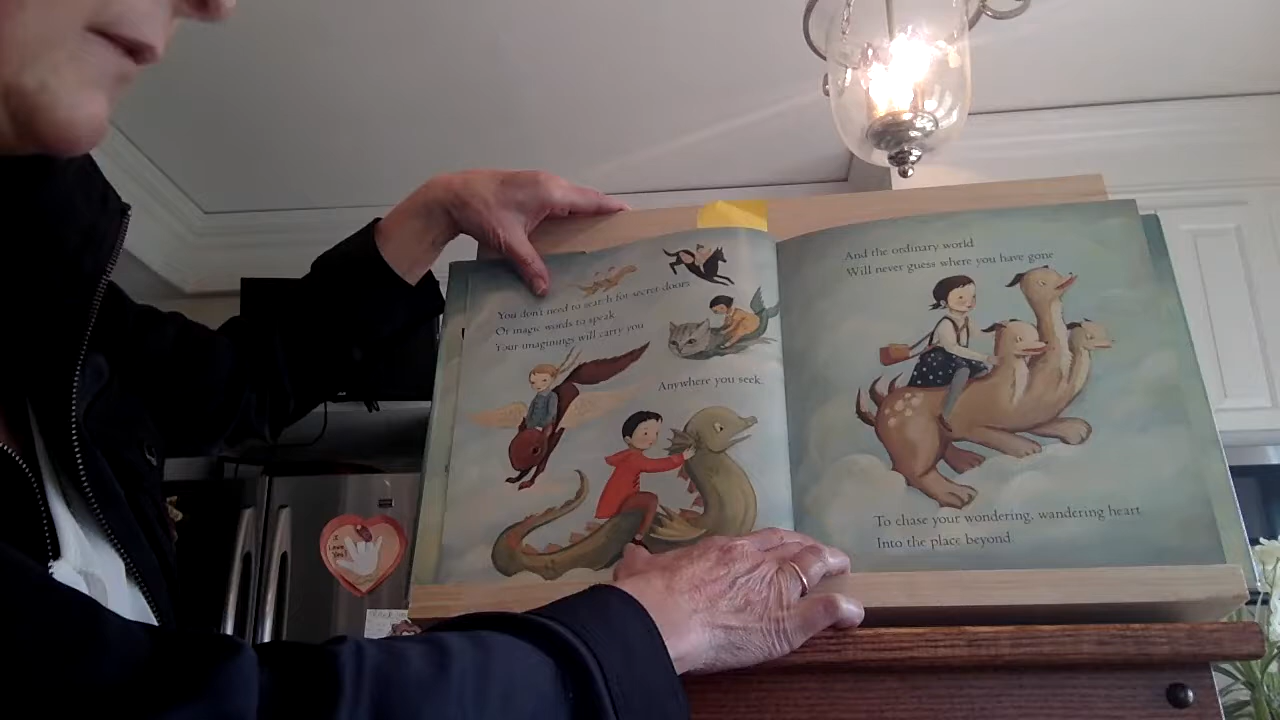 You don't need to search for secret doors
Or magic words to speak.
Your imaginings will carry you
Anywhere you seek.
And the ordinary world
Will never guess where you have gone
To chase your wondering, wandering heart
Into the place beyond
I
Love
You